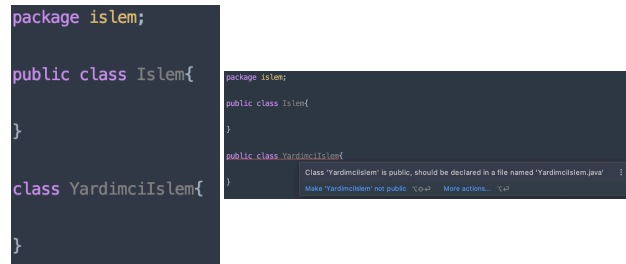 package islem;
public class Islem{
}
class YardimciIslem{
}
package islem;
public class Islem{
}
public class YardimciIslem{
Class 'YardimciIslem' is public, should be declared in a file named 'YardimciIslem.java'
}
Make 'YardimciIslem' not public ⌥⇧⏎ More actions... ⌥⏎